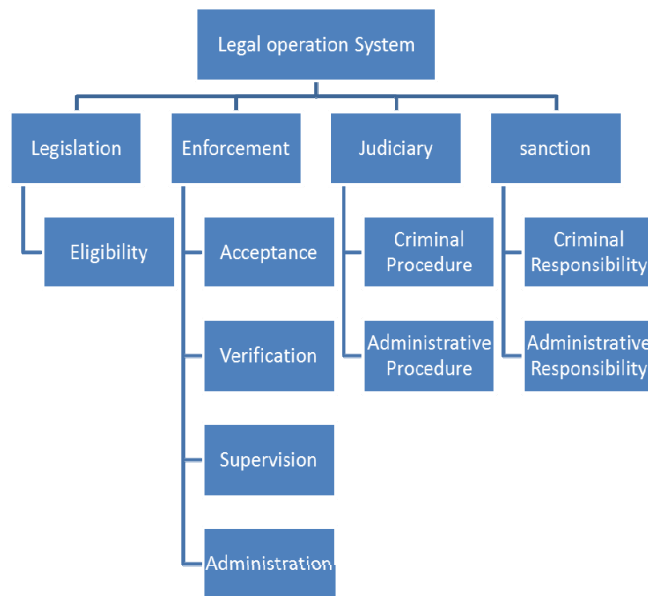 Legal operation System
Legislation
Enforcement
Judiciary
sanction
Eligibility
Acceptance
Verification
Supervision
Administration
Criminal
Procedure
Administrative
Procedure
Criminal
Responsibility
Administrative
Responsibility